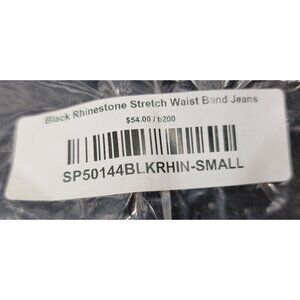 Black Rhinestone Stretch Waist Band Jeans
$54.00 / b200
SP50144BLKRHIN-SMALL